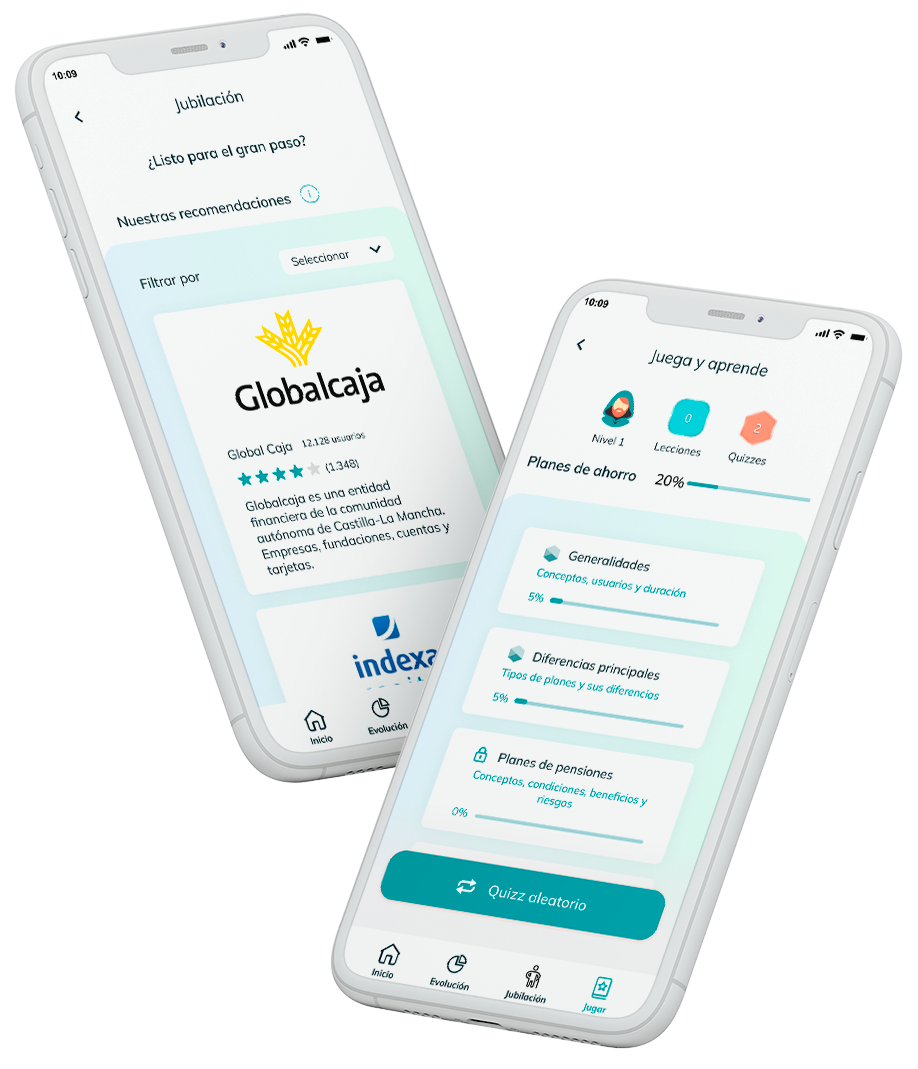 10:09
Jubilación
¿Listo para el gran paso?
Nuestras recomendaciones
i
Filtrar por
Seleccionar
Globalcaja
Global Caja 12.128 usuarios
(1.348)
Globalcaja es una entidad
financiera de la comunidad
autónoma de Castilla-La Mancha.
Empresas, fundaciones, cuentas y
tarjetas.
indexa
Inicio
Evolución
10:09
Juega y aprende
0
2
Nivel 1
Lecciones
Quizzes
Planes de ahorro 20%
Generalidades
Conceptos, usuarios y duración
5%
Diferencias principales
Tipos de planes y sus diferencias
5%
Planes de pensiones
Conceptos, condiciones, beneficios y
riesgos
0%
Quizz aleatorio
Inicio
Evolución
Jubilación
Jugar